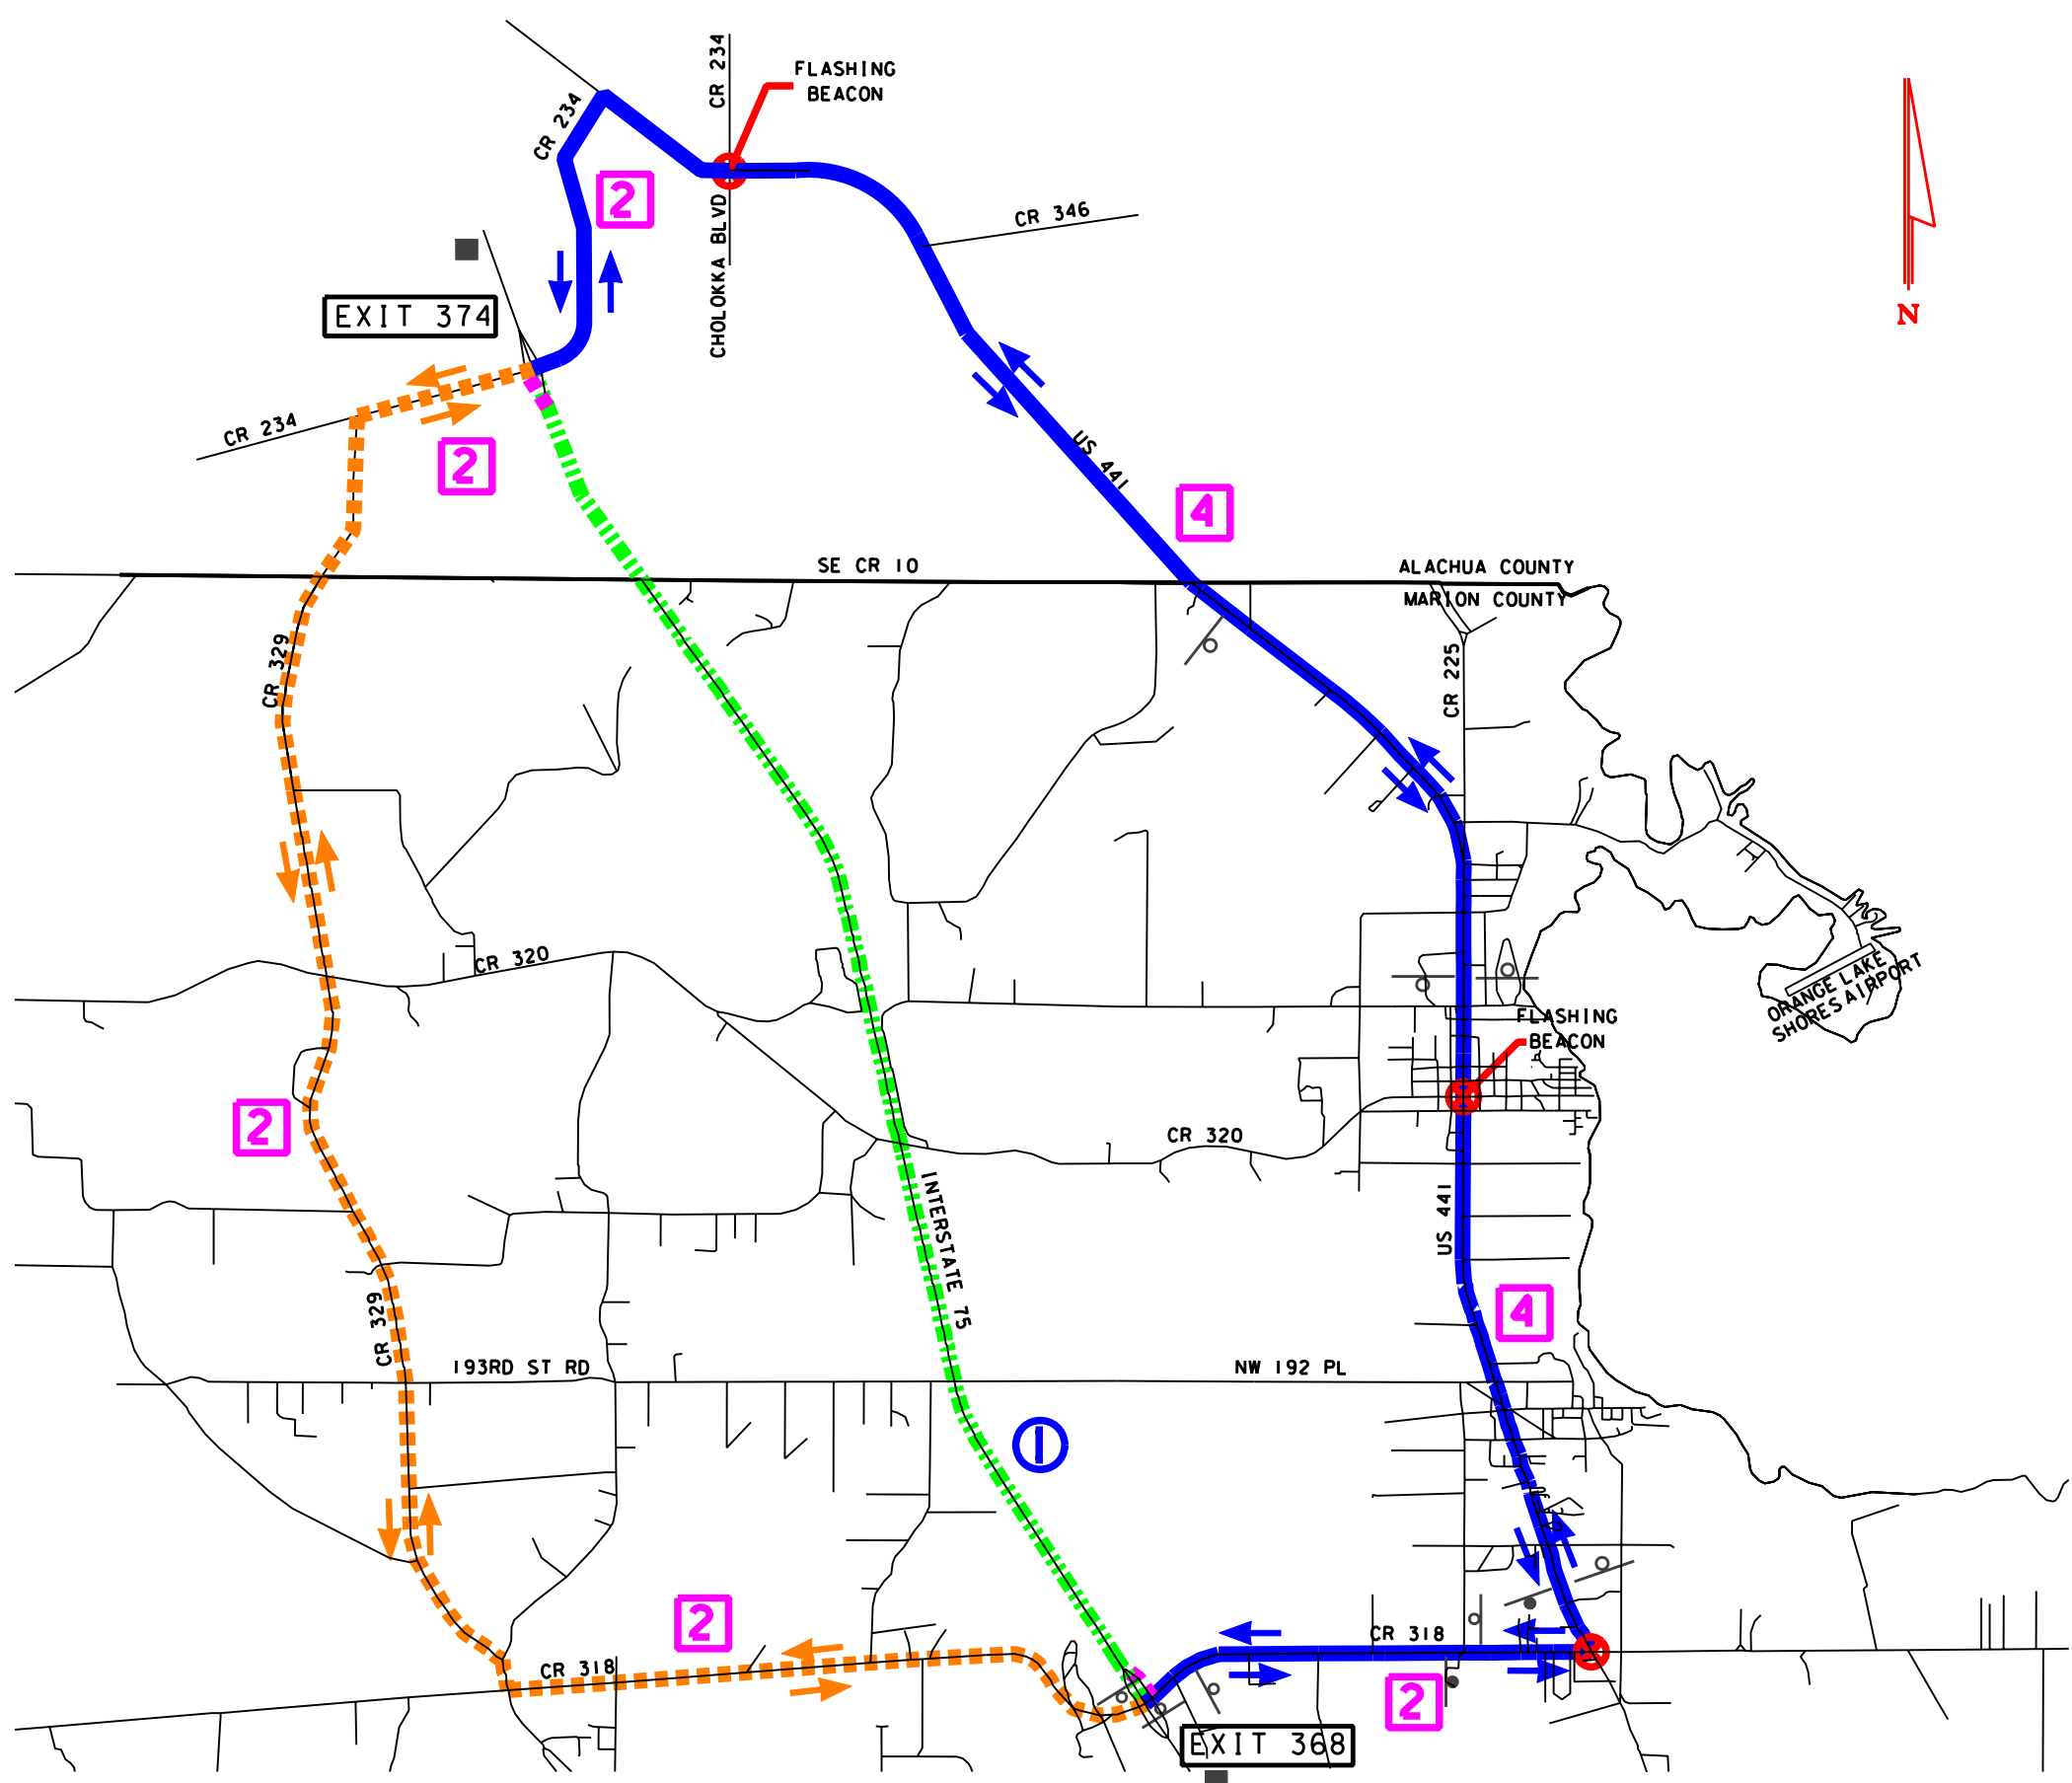 CR 234
FLASHING
BEACON
CR 234
2
CHOLOKKA BLVD
CR 346
N
EXIT 374
CR 234
2
US 441
4
SE CR 10
ALACHUA COUNTY
MARION COUNTY
CR 329
CR 225
CR 320
ORANGE LAKE
SHORES AIRPORT
FLASHING
BEACON
2
CR 320
INTERSTATE 75
US 441
4
CR 329
193RD ST RD
NW 192 PL
1
2
CR 318
CR 318
2
EXIT 368